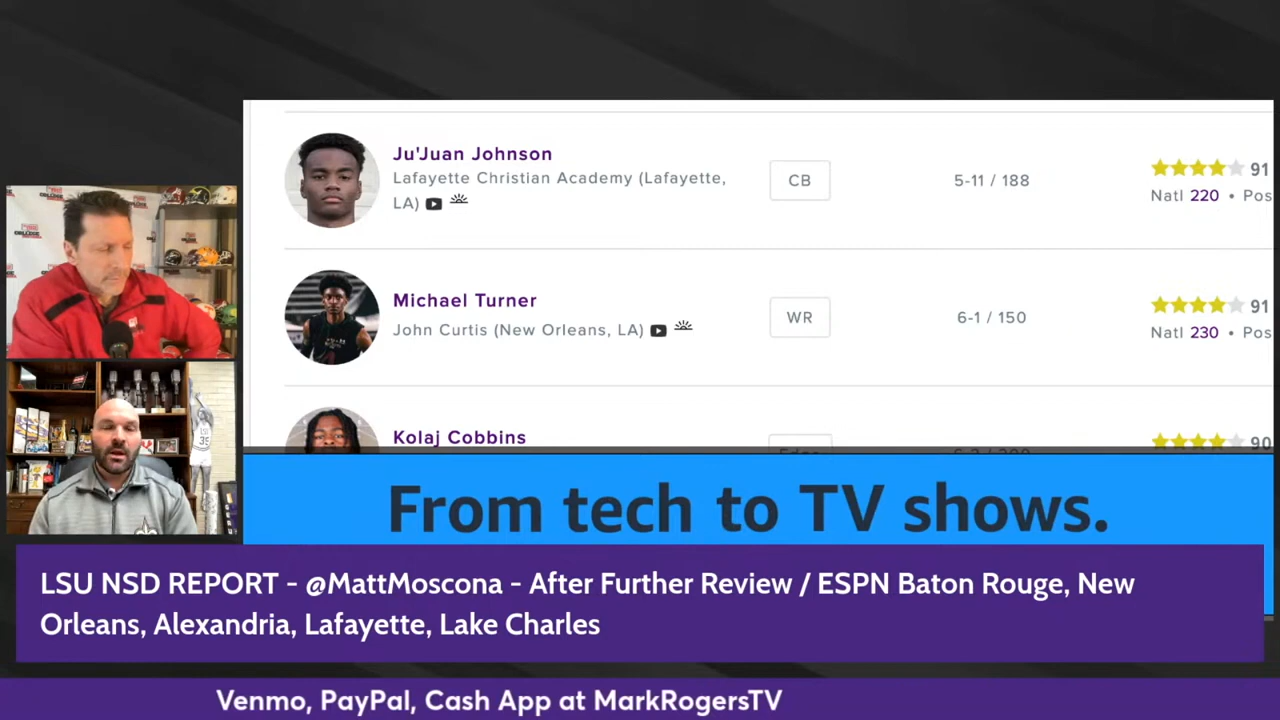 Ju'Juan Johnson
Lafayette Christian Academy (Lafayette,
LA)
CB
5-11 / 188
91
Natl 220 • Pos
Michael Turner
John Curtis (New Orleans, LA)
WR
6-1 / 150
91
Natl 230 • Pos
Kolaj Cobbins
Edge
90
From tech to TV shows.
LSU NSD REPORT - @MattMoscona - After Further Review / ESPN Baton Rouge, New
Orleans, Alexandria, Lafayette, Lake Charles
Venmo, PayPal, Cash App at MarkRogersTV